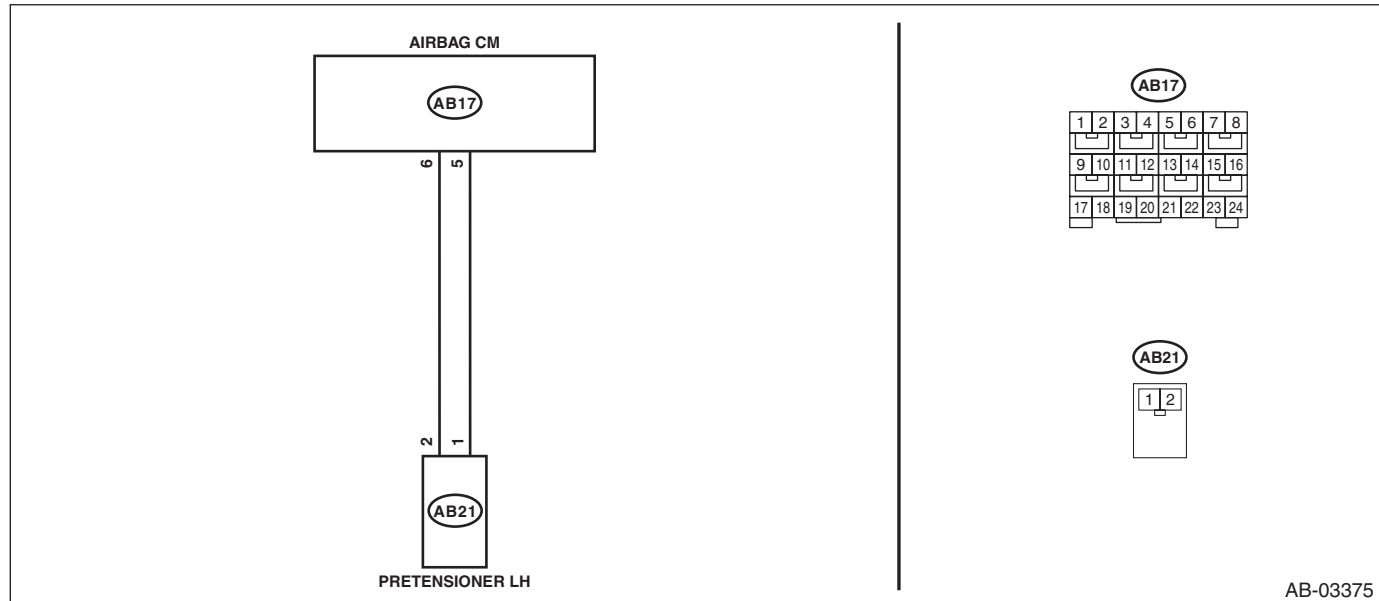 AIRBAG CM
AB17
6 5
2 1
AB21
PRETENSIONER LH
AB17
1 2 3 4 5 6 7 8
9 10 11 12 13 14 15 16
17 18 19 20 21 22 23 24
AB21
1 2
AB-03375